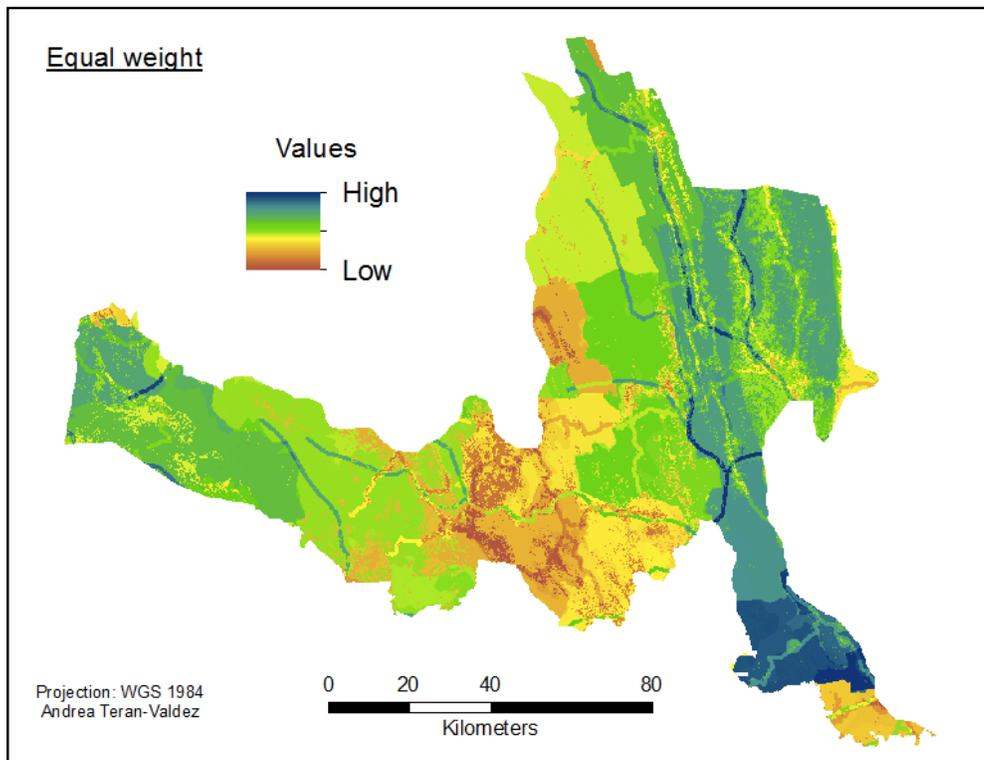 Equal weight
Values
High
Low
Projection: WGS 1984
Andrea Teran-Valdez
0 20 40 80
Kilometers